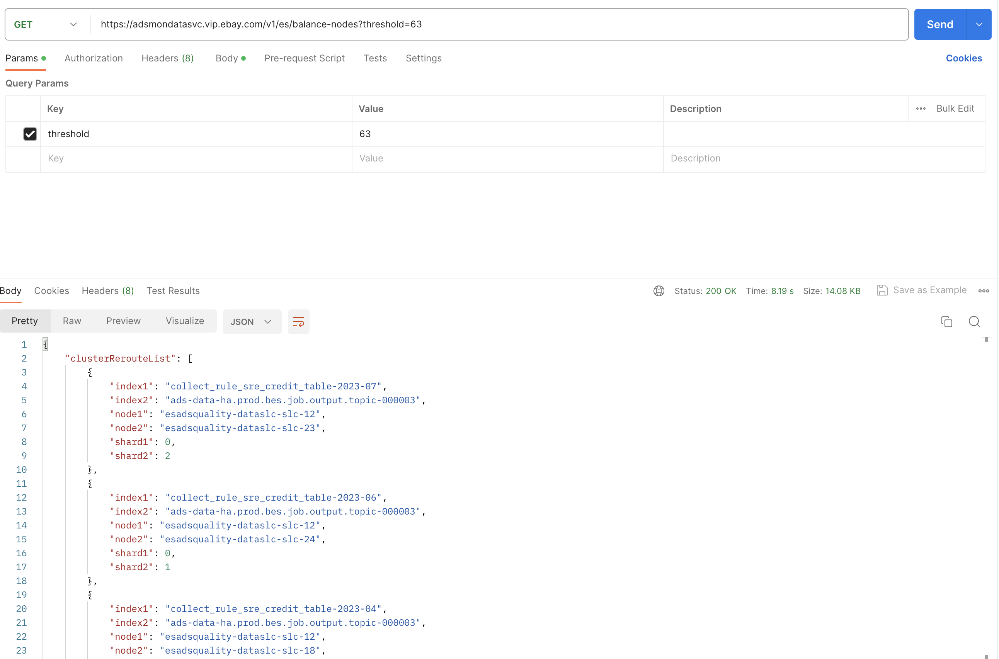 GET https://adsmondatasvc.vip.ebay.com/v1/es/balance-nodes?threshold=63 Send
Params Authorization Headers (8) Body Pre-request Script Tests Settings Cookies
Query Params
Key Value Description Bulk Edit
threshold 63
Key Value Description
Body Cookies Headers (8) Test Results Status: 200 OK Time: 8.19 s Size: 14.08 KB Save as Example
Pretty Raw Preview Visualize JSON
1 {
2 "clusterRerouteList": [
3 {
4 "index1": "collect_rule_sre_credit_table-2023-07",
5 "index2": "ads-data-ha.prod.bes.job.output.topic-000003",
6 "node1": "esadsquality-dataslc-slc-12",
7 "node2": "esadsquality-dataslc-slc-23",
8 "shard1": 0,
9 "shard2": 2
10 },
11 {
12 "index1": "collect_rule_sre_credit_table-2023-06",
13 "index2": "ads-data-ha.prod.bes.job.output.topic-000003",
14 "node1": "esadsquality-dataslc-slc-12",
15 "node2": "esadsquality-dataslc-slc-24",
16 "shard1": 0,
17 "shard2": 1
18 },
19 {
20 "index1": "collect_rule_sre_credit_table-2023-04",
21 "index2": "ads-data-ha.prod.bes.job.output.topic-000003",
22 "node1": "esadsquality-dataslc-slc-12",
23 "node2": "esadsquality-dataslc-slc-18",